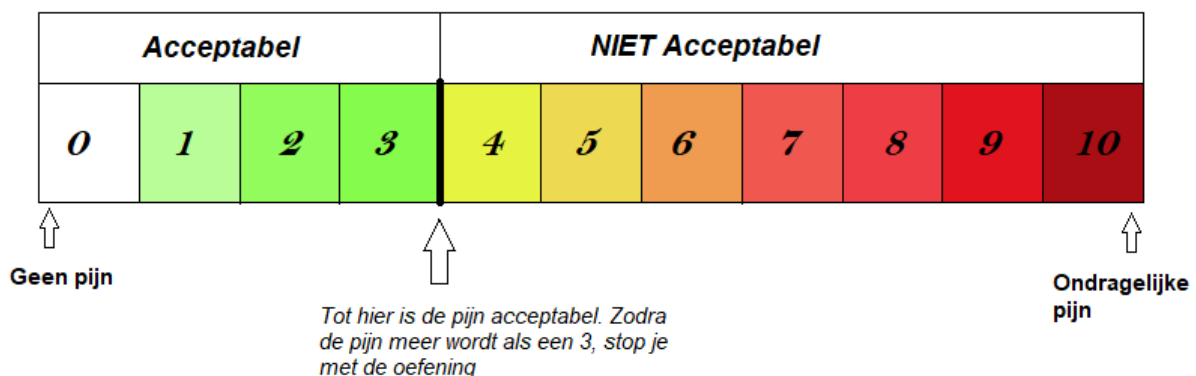 Acceptabel NIET Acceptabel
0 1 2 3 4 5 6 7 8 9 10
Geen pijn
Ondragelijke
pijn
Tot hier is de pijn acceptabel. Zodra
de pijn meer wordt als een 3, stop je
met de oefening